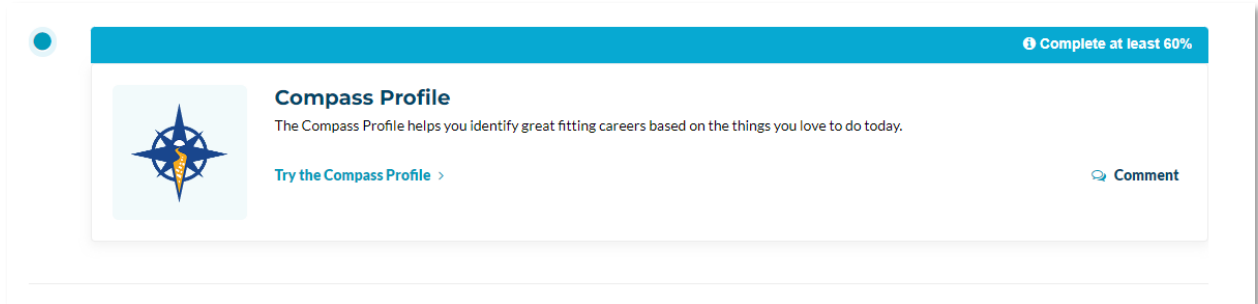 Complete at least 60%
Compass Profile
The Compass Profile helps you identify great fitting careers based on the things you love to do today.
Try the Compass Profile >
Comment